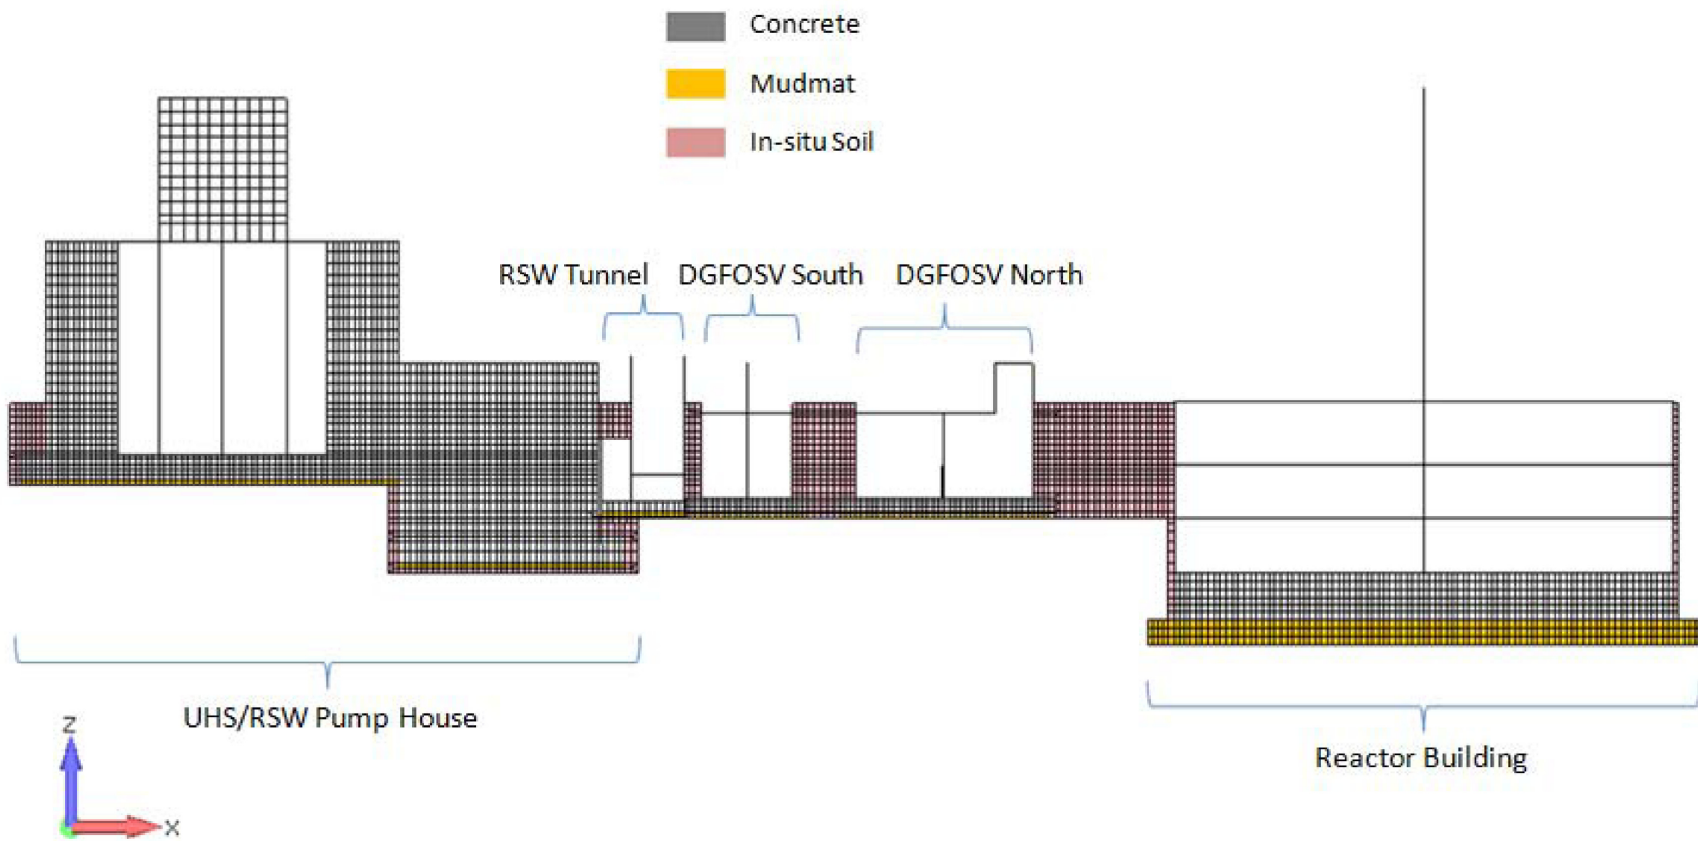 Concrete
Mudmat
In-situ Soil
RSW Tunnel
DGFOSV South
DGFOSV North
UHS/RSW Pump House
Reactor Building
Z
X